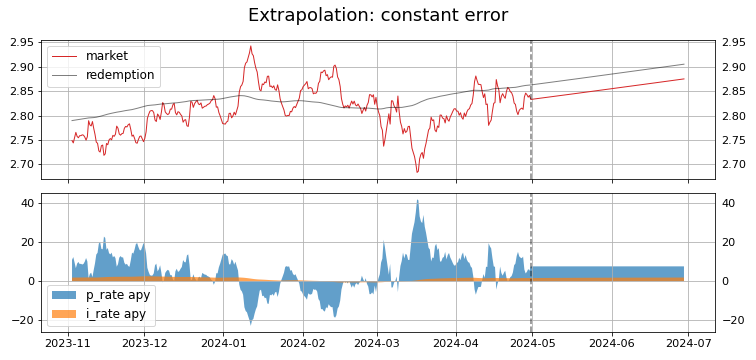 Extrapolation: constant error
2.95 2.95
market
2.90 2.90
redemption
2.85 2.85
2.80 2.80
2.75 2.75
2.70 2.70
40 40
20 20
0 0
p_rate apy
i_rate apy
−20 −20
2023-11 2023-12 2024-01 2024-02 2024-03 2024-04 2024-05 2024-06 2024-07